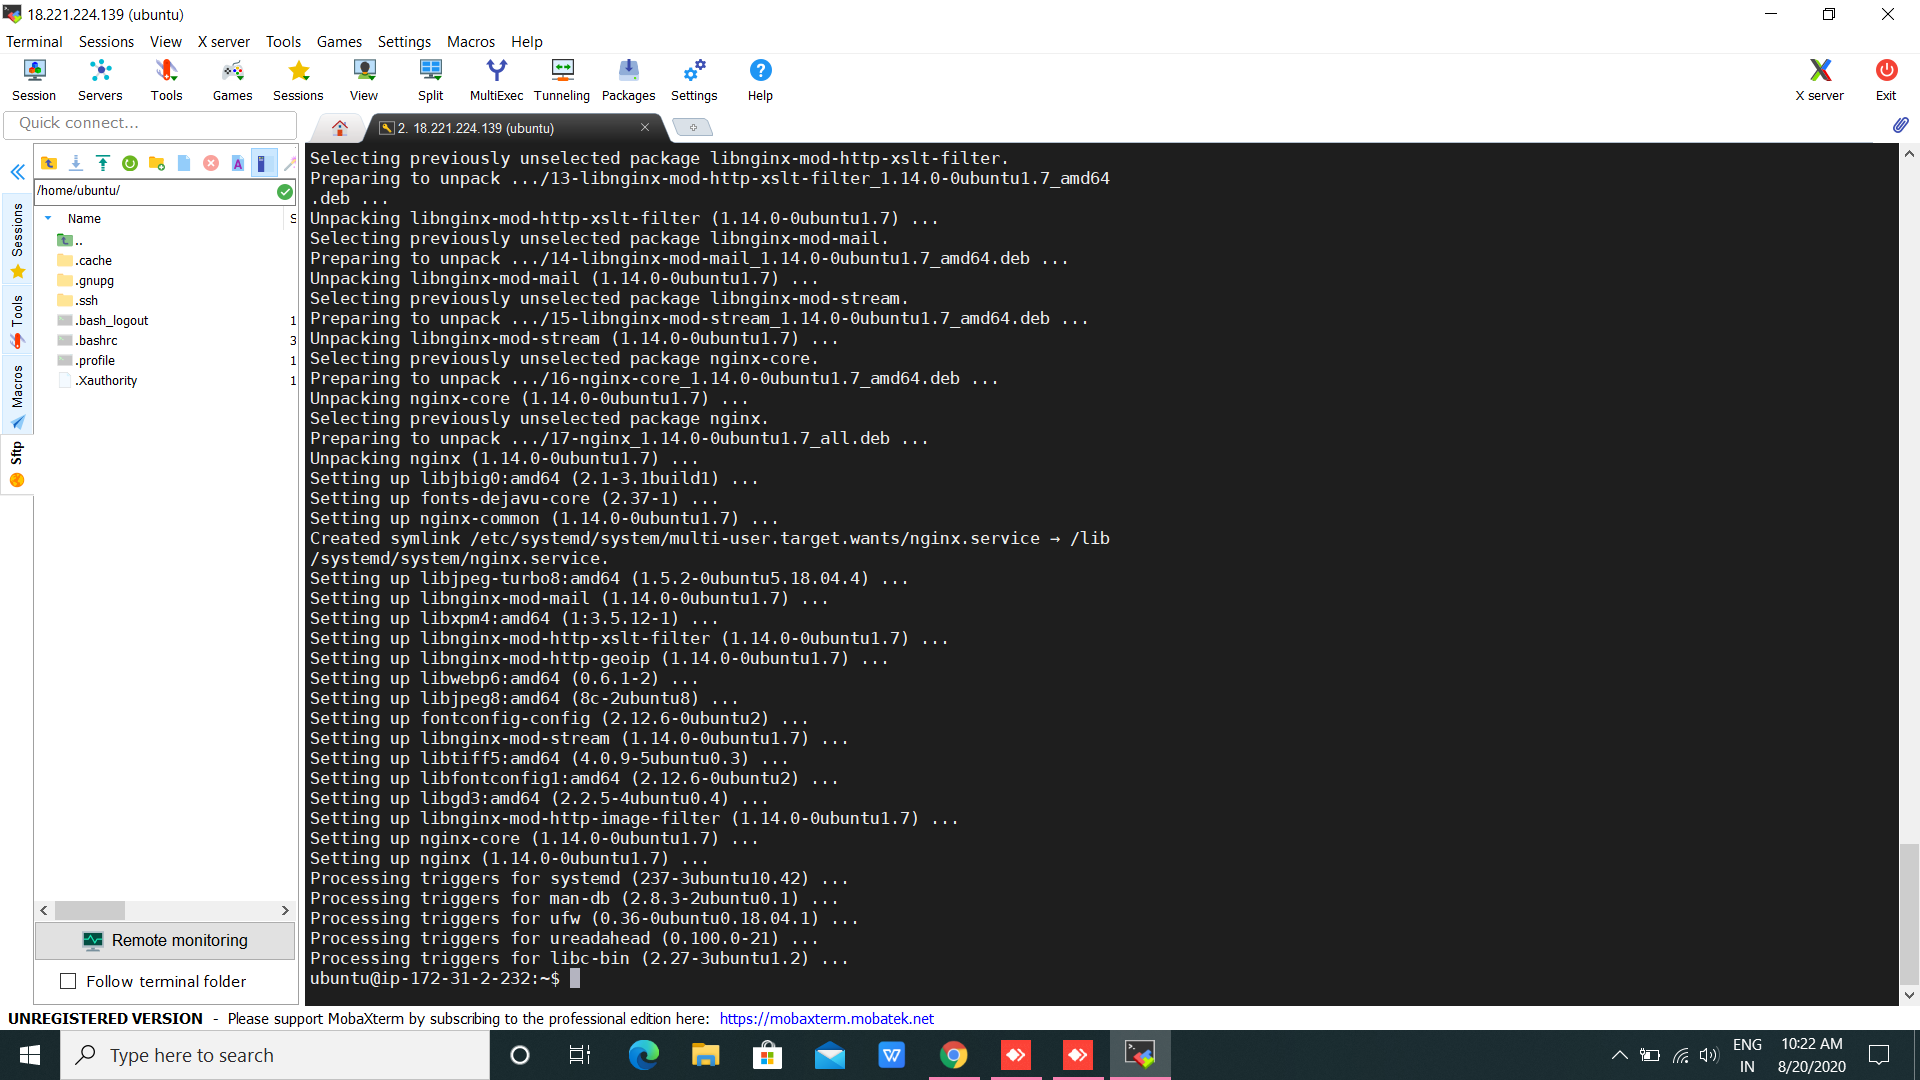 18.221.224.139 (ubuntu)
Terminal Sessions View X server Tools Games Settings Macros Help
Session Servers Tools Games Sessions View Split MultiExec Tunneling Packages Settings Help X server Exit
Quick connect...
2. 18.221.224.139 (ubuntu)
/home/ubuntu/
Name S
..
.cache
.gnupg
.ssh
.bash_logout 1
.bashrc 3
.profile 1
.Xauthority 1
Sessions
Tools
Macros
Sftp
Remote monitoring
Follow terminal folder
Selecting previously unselected package libnginx-mod-http-xslt-filter.
Preparing to unpack .../13-libnginx-mod-http-xslt-filter_1.14.0-0ubuntu1.7_amd64
.deb ...
Unpacking libnginx-mod-http-xslt-filter (1.14.0-0ubuntu1.7) ...
Selecting previously unselected package libnginx-mod-mail.
Preparing to unpack .../14-libnginx-mod-mail_1.14.0-0ubuntu1.7_amd64.deb ...
Unpacking libnginx-mod-mail (1.14.0-0ubuntu1.7) ...
Selecting previously unselected package libnginx-mod-stream.
Preparing to unpack .../15-libnginx-mod-stream_1.14.0-0ubuntu1.7_amd64.deb ...
Unpacking libnginx-mod-stream (1.14.0-0ubuntu1.7) ...
Selecting previously unselected package nginx-core.
Preparing to unpack .../16-nginx-core_1.14.0-0ubuntu1.7_amd64.deb ...
Unpacking nginx-core (1.14.0-0ubuntu1.7) ...
Selecting previously unselected package nginx.
Preparing to unpack .../17-nginx_1.14.0-0ubuntu1.7_all.deb ...
Unpacking nginx (1.14.0-0ubuntu1.7) ...
Setting up libjbig0:amd64 (2.1-3.1build1) ...
Setting up fonts-dejavu-core (2.37-1) ...
Setting up nginx-common (1.14.0-0ubuntu1.7) ...
Created symlink /etc/systemd/system/multi-user.target.wants/nginx.service → /lib
/systemd/system/nginx.service.
Setting up libjpeg-turbo8:amd64 (1.5.2-0ubuntu5.18.04.4) ...
Setting up libnginx-mod-mail (1.14.0-0ubuntu1.7) ...
Setting up libxpm4:amd64 (1:3.5.12-1) ...
Setting up libnginx-mod-http-xslt-filter (1.14.0-0ubuntu1.7) ...
Setting up libnginx-mod-http-geoip (1.14.0-0ubuntu1.7) ...
Setting up libwebp6:amd64 (0.6.1-2) ...
Setting up libjpeg8:amd64 (8c-2ubuntu8) ...
Setting up fontconfig-config (2.12.6-0ubuntu2) ...
Setting up libnginx-mod-stream (1.14.0-0ubuntu1.7) ...
Setting up libtiff5:amd64 (4.0.9-5ubuntu0.3) ...
Setting up libfontconfig1:amd64 (2.12.6-0ubuntu2) ...
Setting up libgd3:amd64 (2.2.5-4ubuntu0.4) ...
Setting up libnginx-mod-http-image-filter (1.14.0-0ubuntu1.7) ...
Setting up nginx-core (1.14.0-0ubuntu1.7) ...
Setting up nginx (1.14.0-0ubuntu1.7) ...
Processing triggers for systemd (237-3ubuntu10.42) ...
Processing triggers for man-db (2.8.3-2ubuntu0.1) ...
Processing triggers for ufw (0.36-0ubuntu0.18.04.1) ...
Processing triggers for ureadahead (0.100.0-21) ...
Processing triggers for libc-bin (2.27-3ubuntu1.2) ...
ubuntu@ip-172-31-2-232:~$
UNREGISTERED VERSION - Please support MobaXterm by subscribing to the professional edition here: https://mobaxterm.mobatek.net
Type here to search
ENG
IN
10:22 AM
8/20/2020